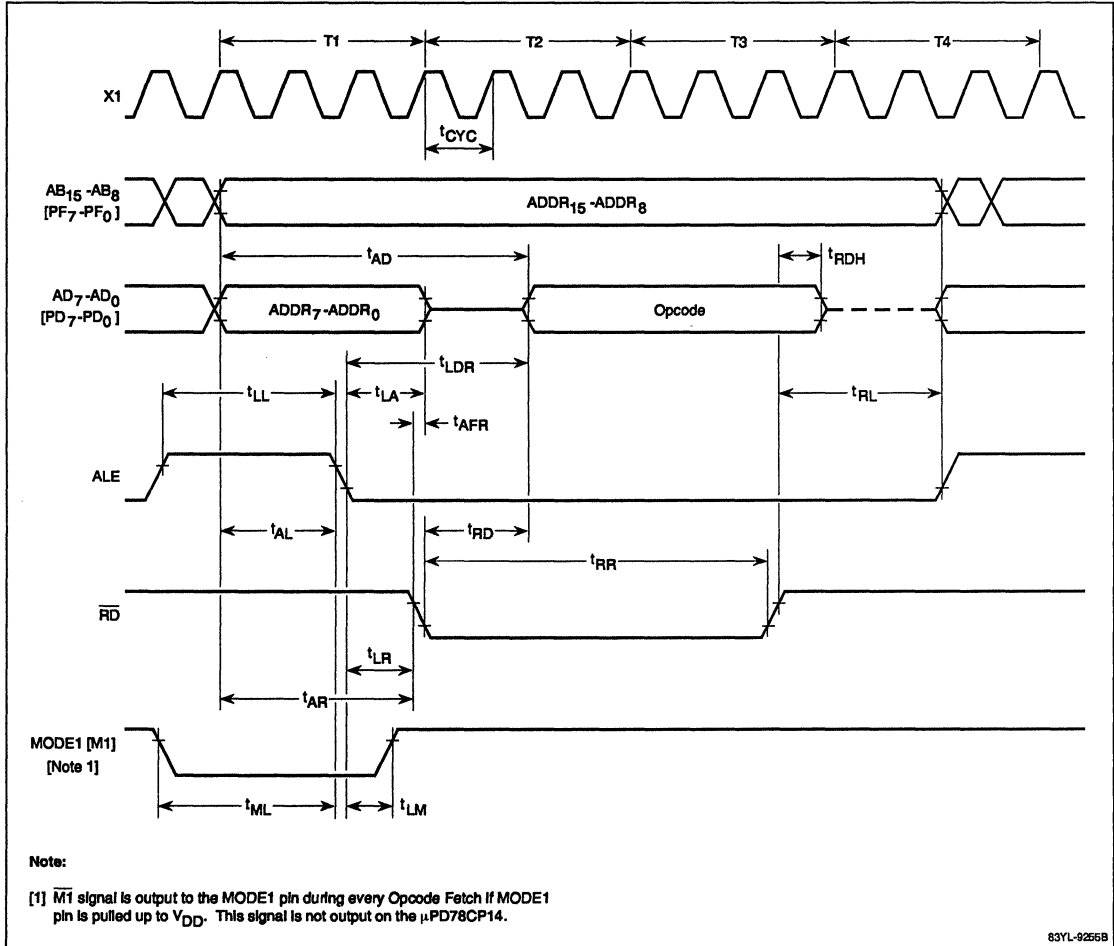 T1 T2 T3 T4
X1
tCYC
AB15 -AB8
[PF7 -PF0 ]
ADDR15 -ADDR8
tAD
tRDH
AD7 -AD0
[PD7 -PD0 ]
ADDR7 -ADDR0
Opcode
tLDR
tLL
tLA
tRL
tAFR
ALE
tAL
tRD
tRR
RD
tLR
tAR
MODE1 [M1]
[Note 1]
tML
tLM
Note:
[1] M1 signal is output to the MODE1 pin during every Opcode Fetch if MODE1
pin is pulled up to VDD. This signal is not output on the µPD78CP14.
83YL-9255B